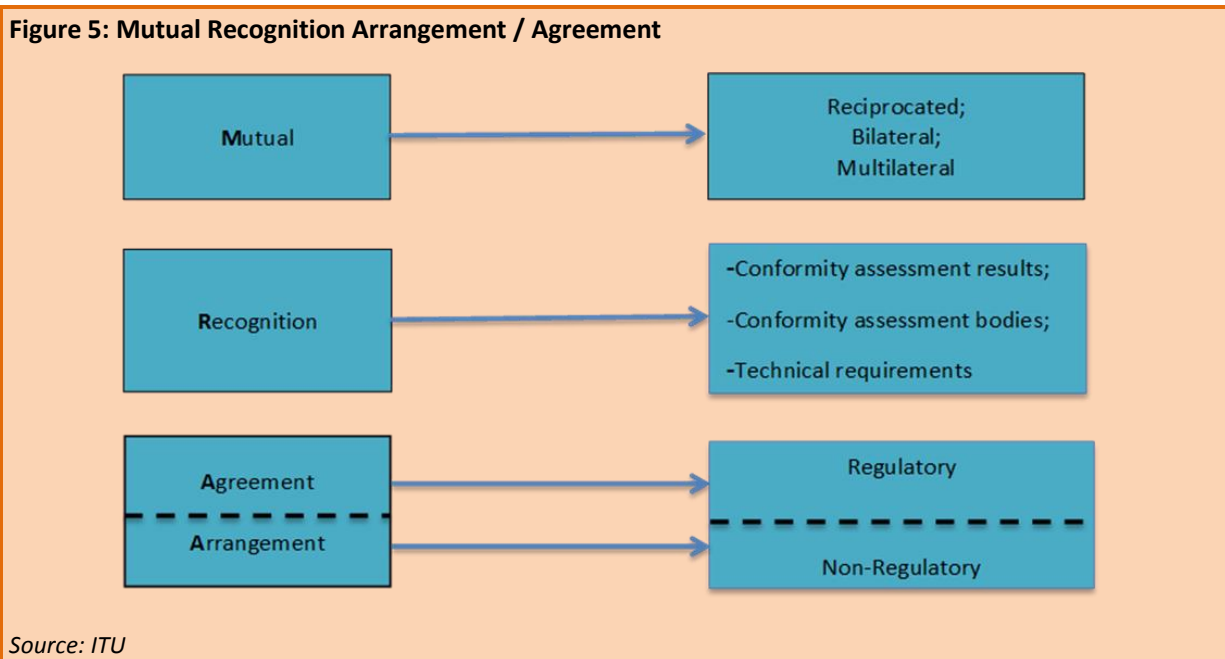 Figure 5: Mutual Recognition Arrangement / Agreement
Mutual
Reciprocated;
Bilateral;
Multilateral
Recognition
-Conformity assessment results;
-Conformity assessment bodies;
-Technical requirements
Agreement
Regulatory
Arrangement
Non-Regulatory
Source: ITU